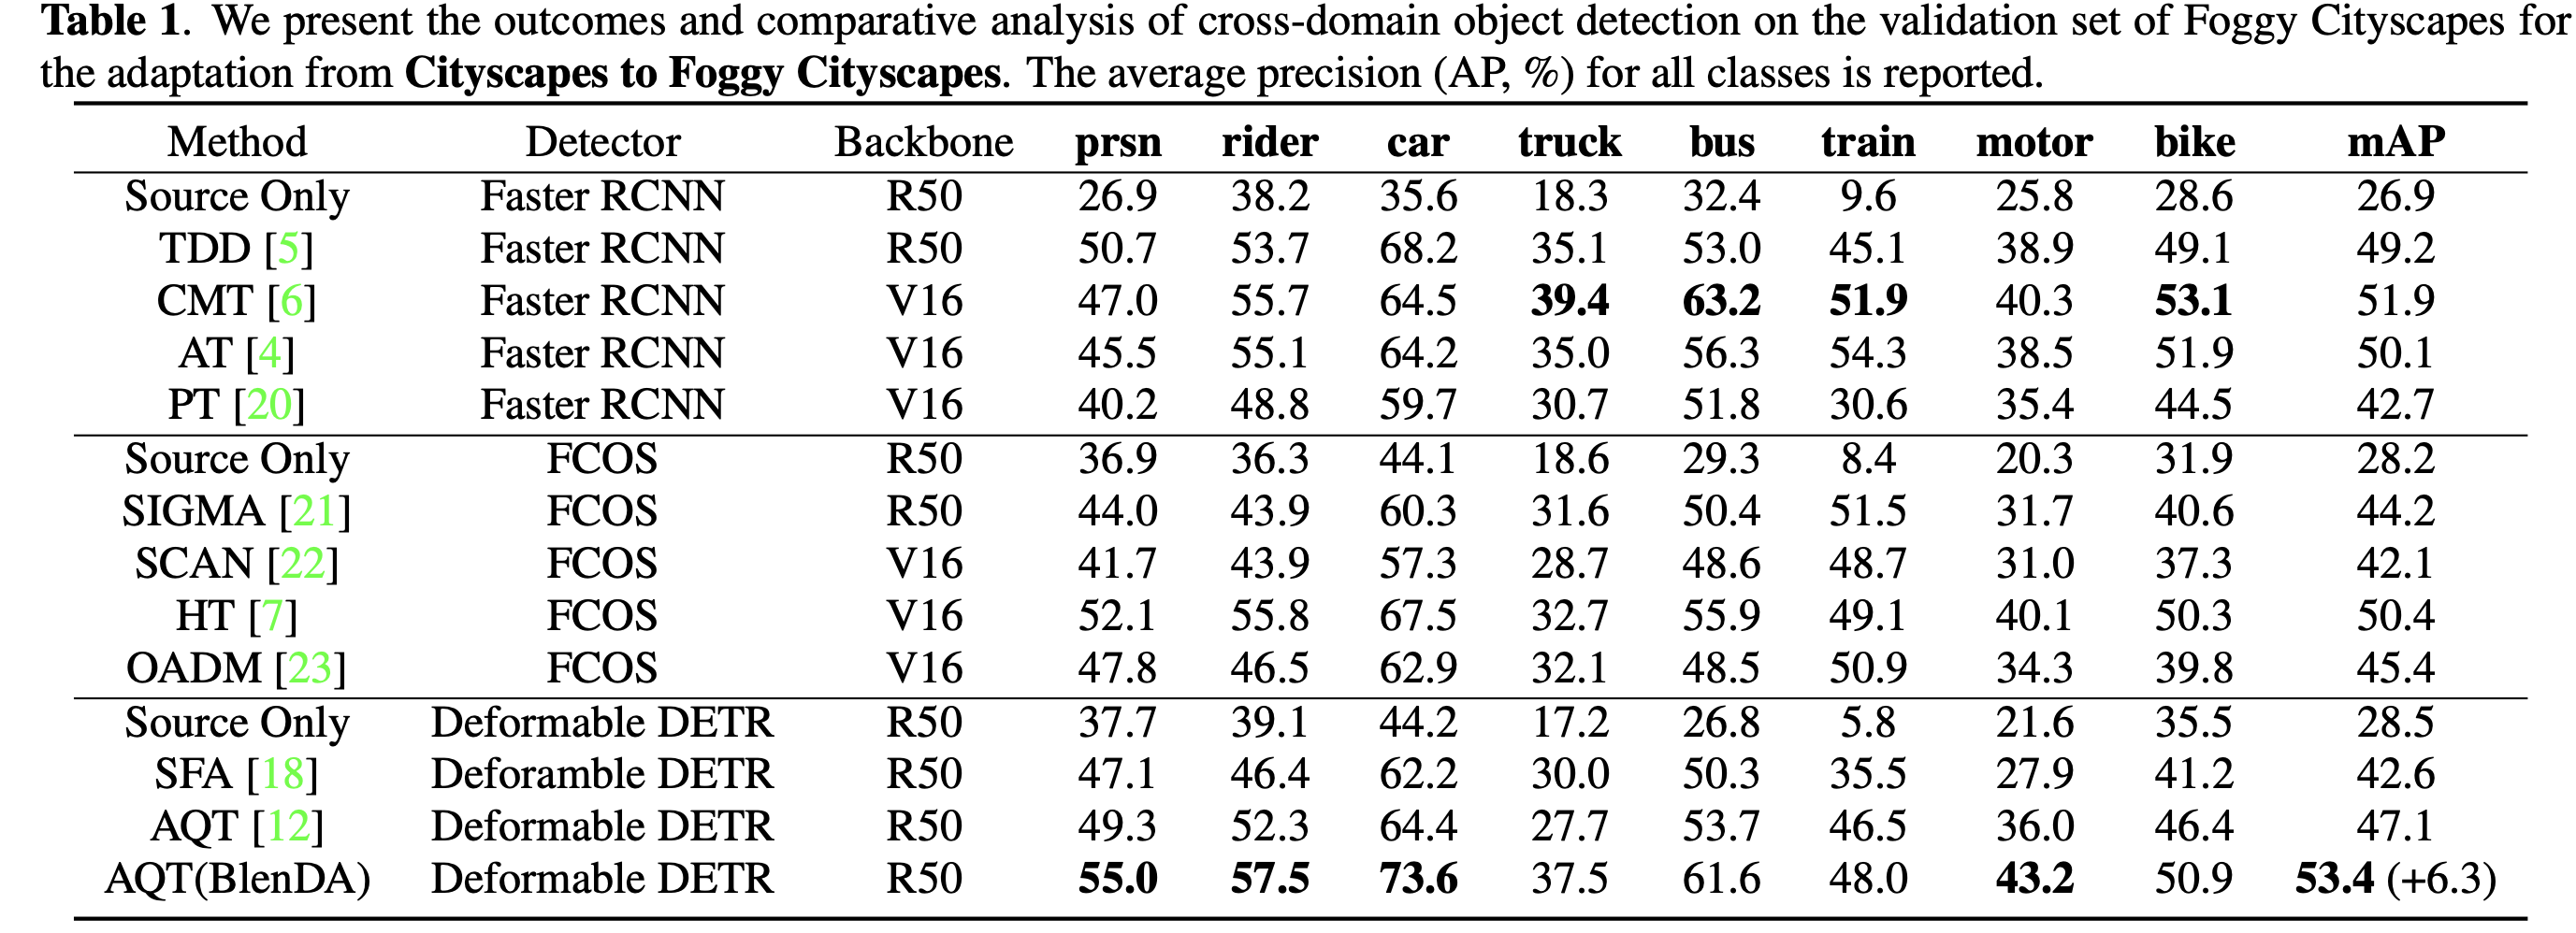 Table 1. We present the outcomes and comparative analysis of cross-domain object detection on the validation set of Foggy Cityscapes for
the adaptation from Cityscapes to Foggy Cityscapes. The average precision (AP, %) for all classes is reported.
Method Detector Backbone prsn rider car truck bus train motor bike mAP
Source Only Faster RCNN R50 26.9 38.2 35.6 18.3 32.4 9.6 25.8 28.6 26.9
TDD [5] Faster RCNN R50 50.7 53.7 68.2 35.1 53.0 45.1 38.9 49.1 49.2
CMT [6] Faster RCNN V16 47.0 55.7 64.5 39.4 63.2 51.9 40.3 53.1 51.9
AT [4] Faster RCNN V16 45.5 55.1 64.2 35.0 56.3 54.3 38.5 51.9 50.1
PT [20] Faster RCNN V16 40.2 48.8 59.7 30.7 51.8 30.6 35.4 44.5 42.7
Source Only FCOS R50 36.9 36.3 44.1 18.6 29.3 8.4 20.3 31.9 28.2
SIGMA [21] FCOS R50 44.0 43.9 60.3 31.6 50.4 51.5 31.7 40.6 44.2
SCAN [22] FCOS V16 41.7 43.9 57.3 28.7 48.6 48.7 31.0 37.3 42.1
HT [7] FCOS V16 52.1 55.8 67.5 32.7 55.9 49.1 40.1 50.3 50.4
OADM [23] FCOS V16 47.8 46.5 62.9 32.1 48.5 50.9 34.3 39.8 45.4
Source Only Deformable DETR R50 37.7 39.1 44.2 17.2 26.8 5.8 21.6 35.5 28.5
SFA [18] Deforamble DETR R50 47.1 46.4 62.2 30.0 50.3 35.5 27.9 41.2 42.6
AQT [12] Deformable DETR R50 49.3 52.3 64.4 27.7 53.7 46.5 36.0 46.4 47.1
AQT(BlenDA) Deformable DETR R50 55.0 57.5 73.6 37.5 61.6 48.0 43.2 50.9 53.4 (+6.3)